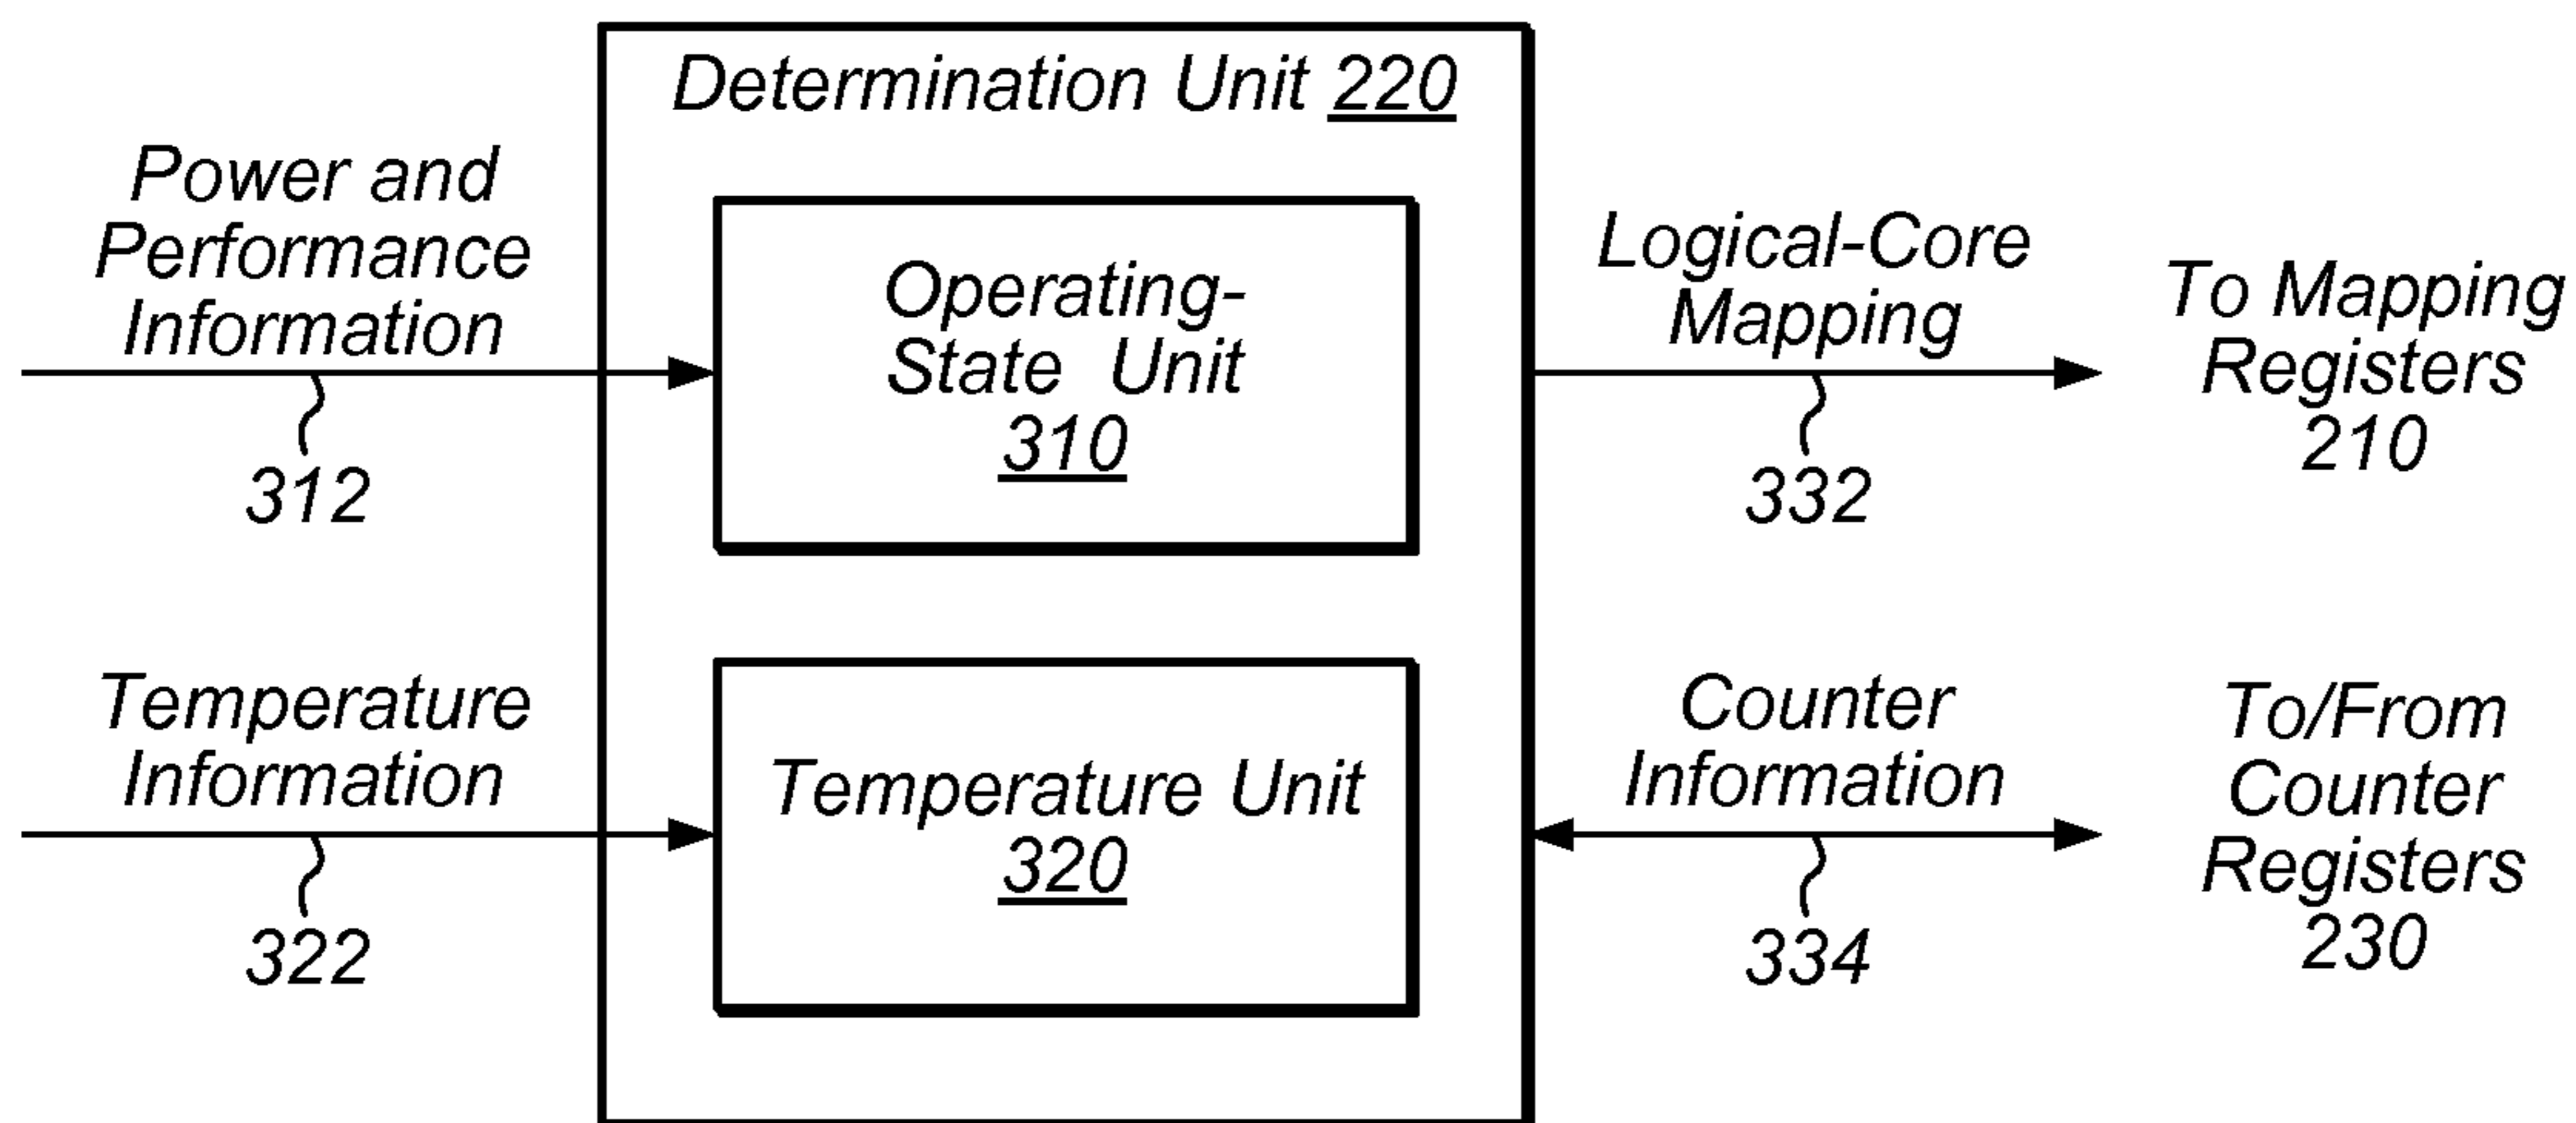 Determination Unit 220
Power and
Performance
Information
312
Operating-
State Unit
310
Logical-Core
Mapping
332
To Mapping
Registers
210
Temperature
Information
322
Temperature Unit
320
Counter
Information
334
To/From
Counter
Registers
230